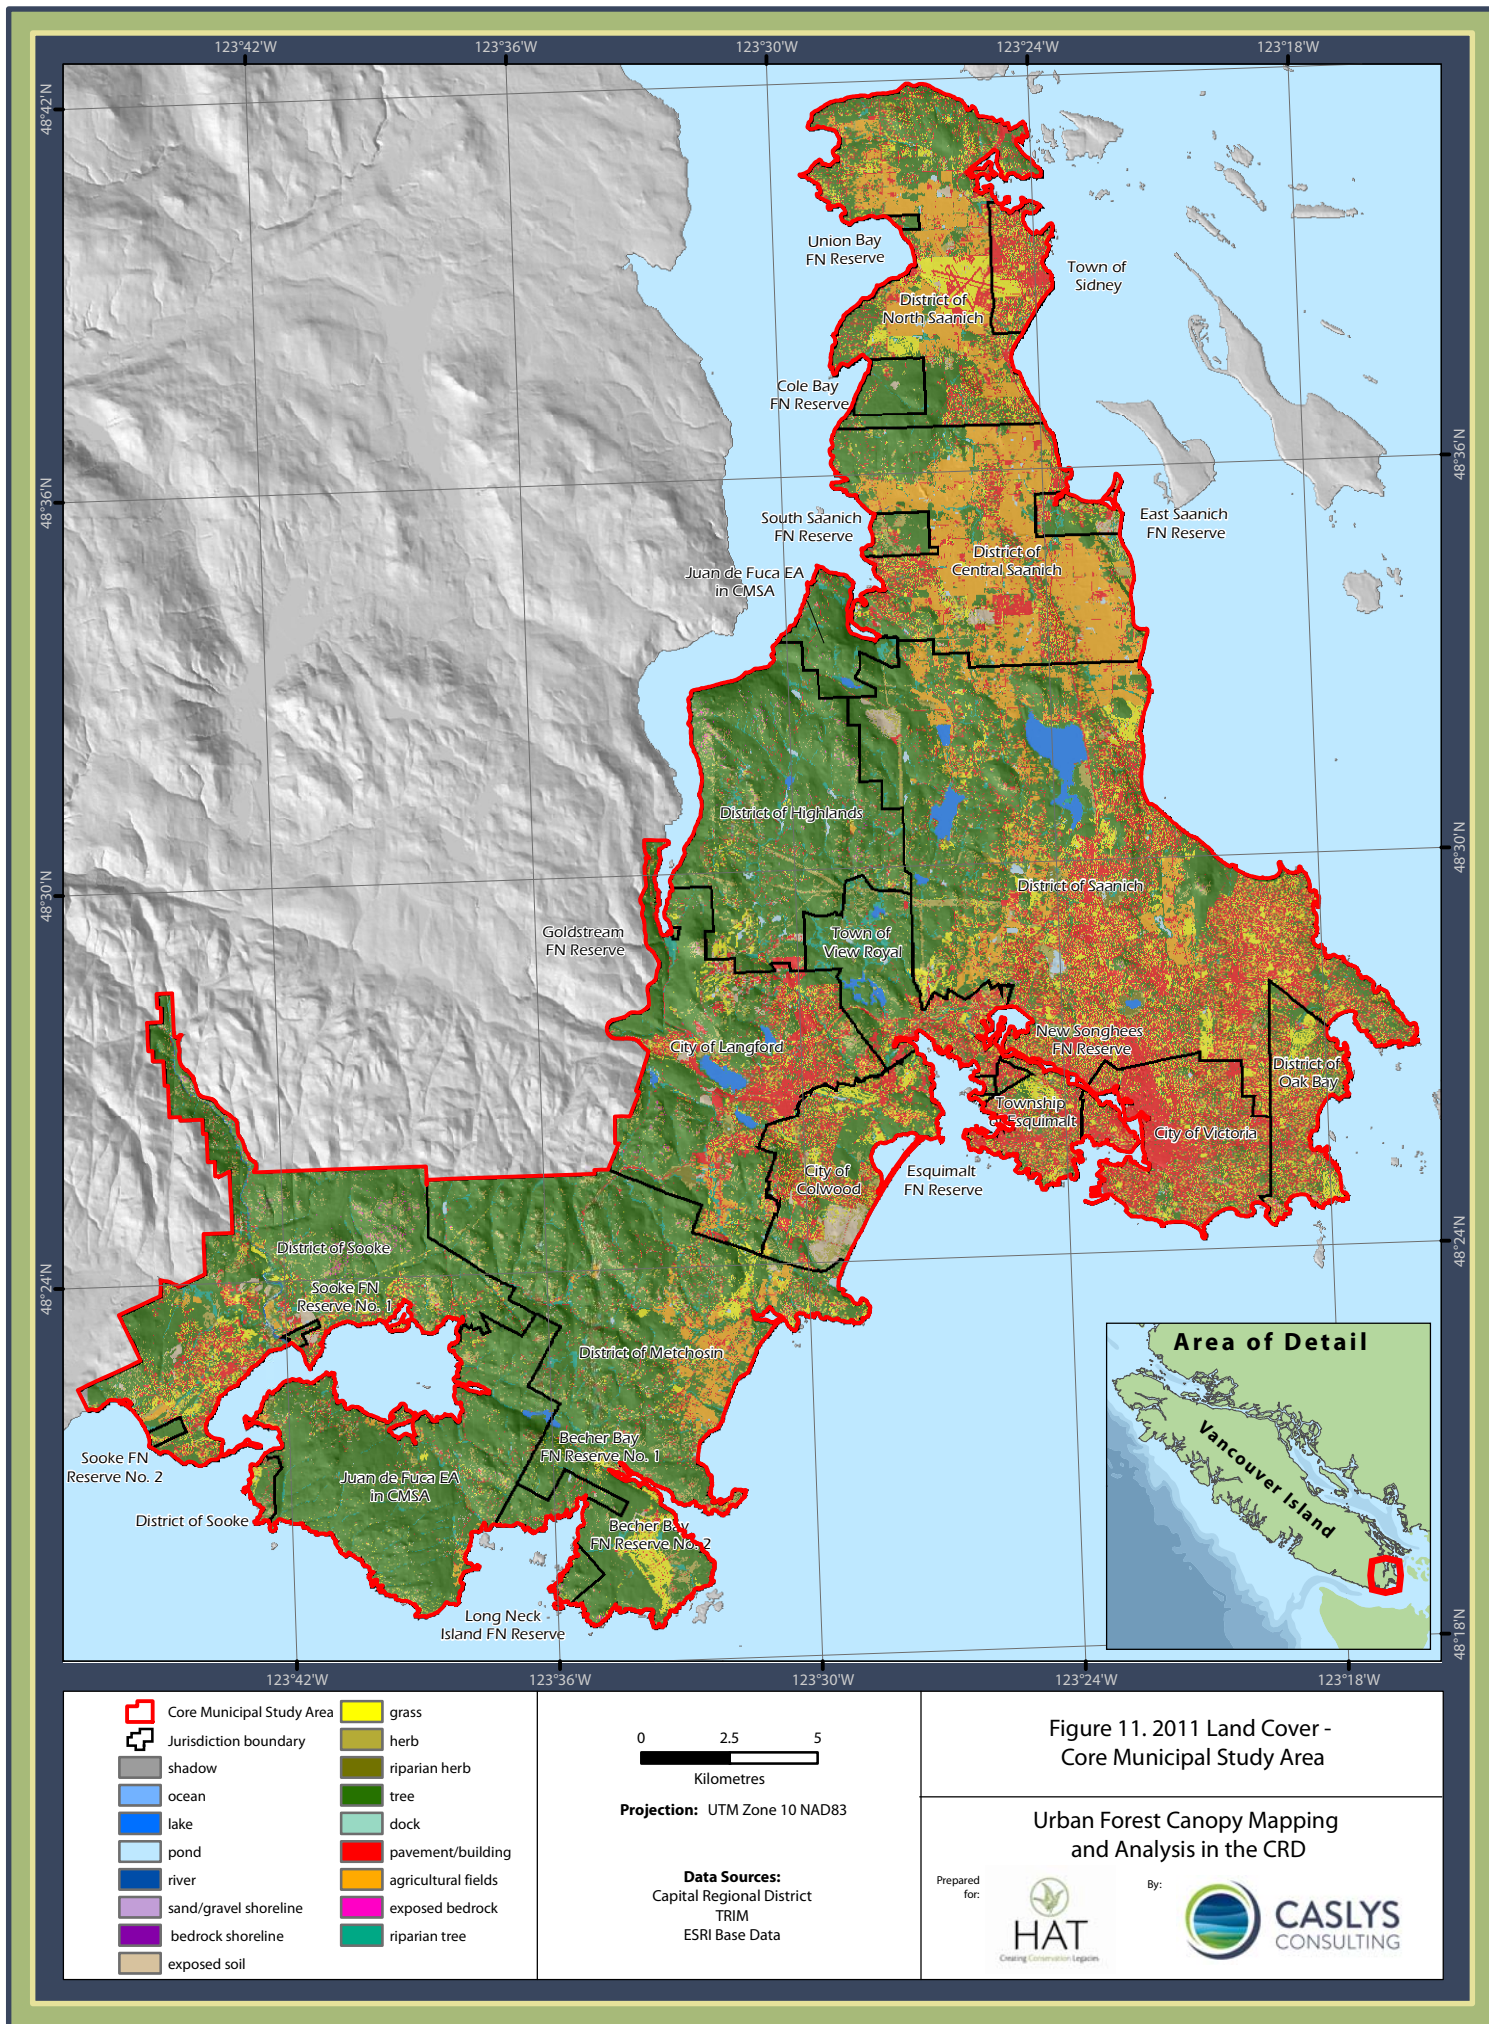 123°42'W
123°36'W
123°30'W
123°24'W
123°18'W
48°42'N
48°36'N
48°30'N
48°24'N
48°36'N
48°30'N
48°24'N
48°18'N
Union Bay
FN Reserve
Town of
Sidney
District of
North Saanich
Cole Bay
FN Reserve
South Saanich
FN Reserve
East Saanich
FN Reserve
District of
Central Saanich
Juan de Fuca EA
in CMSA
District of Highlands
District of Saanich
Goldstream
FN Reserve
Town of
View Royal
City of Langford
New Songhees
FN Reserve
District of
Oak Bay
Township
of Esquimalt
City of Victoria
City of
Colwood
Esquimalt
FN Reserve
District of Sooke
Sooke FN
Reserve No. 1
District of Metchosin
Sooke FN
Reserve No. 2
Becher Bay
FN Reserve No. 1
Juan de Fuca EA
in CMSA
District of Sooke
Becher Bay
FN Reserve No. 2
Long Neck
Island FN Reserve
Area of Detail
Vancouver Island
123°42'W
123°36'W
123°30'W
123°24'W
123°18'W
Core Municipal Study Area
Jurisdiction boundary
shadow
ocean
lake
pond
river
sand/gravel shoreline
bedrock shoreline
exposed soil
grass
herb
riparian herb
tree
dock
pavement/building
agricultural fields
exposed bedrock
riparian tree
0 2.5 5
Kilometres
Projection: UTM Zone 10 NAD83
Data Sources:
Capital Regional District
TRIM
ESRI Base Data
Figure 11. 2011 Land Cover -
Core Municipal Study Area
Urban Forest Canopy Mapping
and Analysis in the CRD
Prepared
for:
HAT
Creating Conservation Legacies
By:
CASLYS
CONSULTING